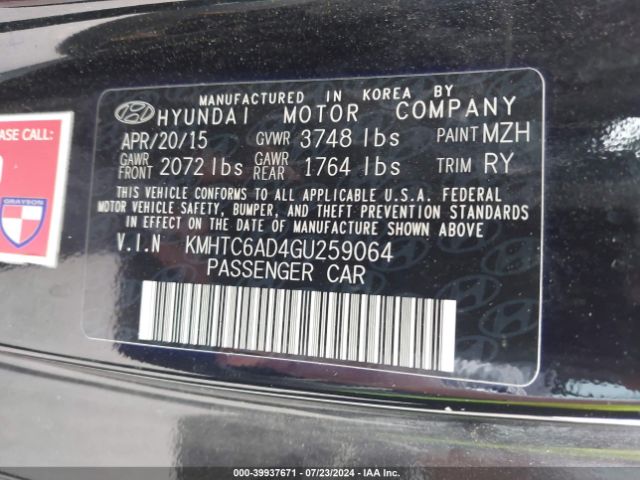 MANUFACTURED IN KOREA BY
HYUNDAI MOTOR COMPANY
APR/20/15 GVWR 3748 lbs PAINT MZH
GAWR FRONT 2072 lbs GAWR REAR 1764 lbs TRIM RY
THIS VEHICLE CONFORMS TO ALL APPLICABLE U.S.A. FEDERAL
MOTOR VEHICLE SAFETY, BUMPER, AND THEFT PREVENTION STANDARDS
IN EFFECT ON THE DATE OF MANUFACTURE SHOWN ABOVE
V.I.N KMHTC6AD4GU259064
PASSENGER CAR
ASE CALL:
GRAYSON
000-39937671 - 07/23/2024 - IAA Inc.